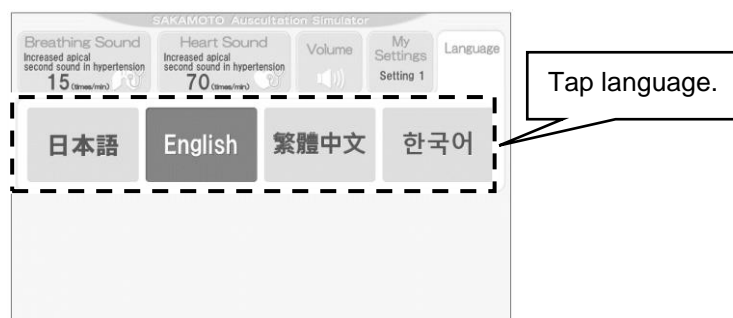 SAKAMOTO Auscultation Simulator
Breathing Sound
Increased apical
second sound in hypertension
15 (times/min)
Heart Sound
Increased apical
second sound in hypertension
70 (times/min)
Volume
My
Settings
Setting 1
Language
日本語
English
繁體中文
한국어
Tap language.